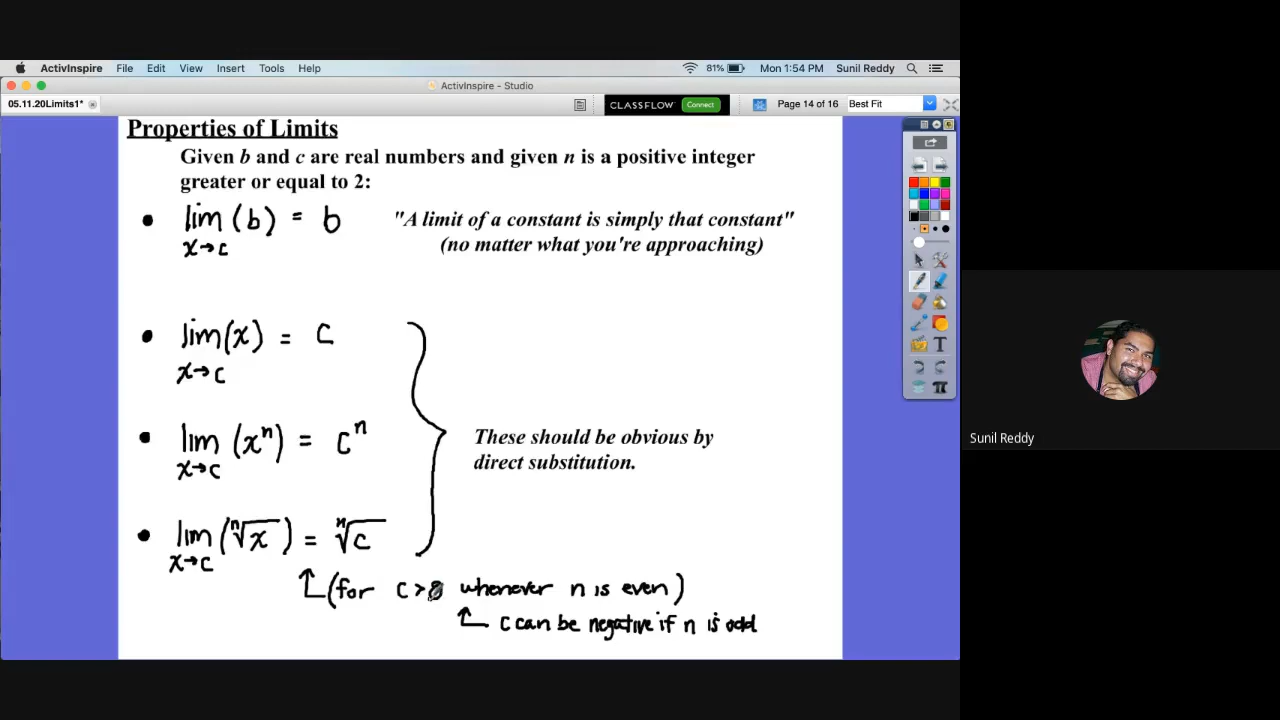 ActivInspire File Edit View Insert Tools Help 81% Mon 1:54 PM Sunil Reddy
ActivInspire - Studio
05.11.20Limits1* CLASSFLOW Connect Page 14 of 16 Best Fit
Properties of Limits
Given b and c are real numbers and given n is a positive integer
greater or equal to 2:
• lim (b) = b "A limit of a constant is simply that constant"
x→c (no matter what you're approaching)
• lim(x) = c
x→c
• lim (xⁿ) = cⁿ
x→c
These should be obvious by
direct substitution.
• lim (ⁿ√x) = ⁿ√c
x→c
(for c > 0 whenever n is even)
c can be negative if n is odd
Sunil Reddy